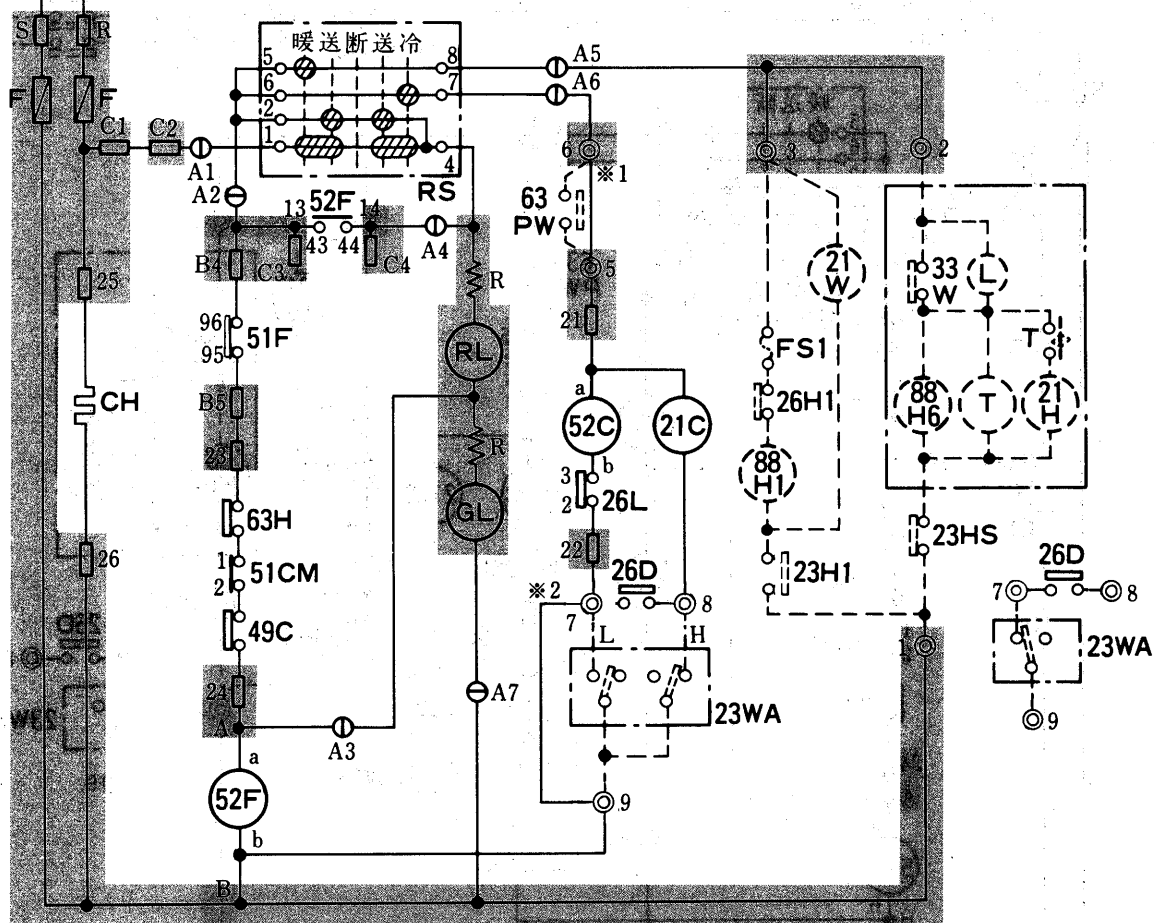 S R
F F
暖送断送冷
5 8 A5
6 7 A6
2
1 4
C1 C2 A1
A2 RS
6 ※1
3 2
52F
13 14
43 44
A4
C3 C4
B4
63
PW
5
21
W
33
W
L
25
R
21
96
51F
95
RL
FS1
T
a
CH
B5
26H1
88
H6
T
21
H
23
R
52C
21C
b
88
H1
3
2
26L
63H
GL
23HS
26
1
51CM
2
22
26D
23H1
26D
※2
7 8
7 8
49C
L H
1
23WA
24
A7
23WA
A
A3
9
a
52F
9
b
B